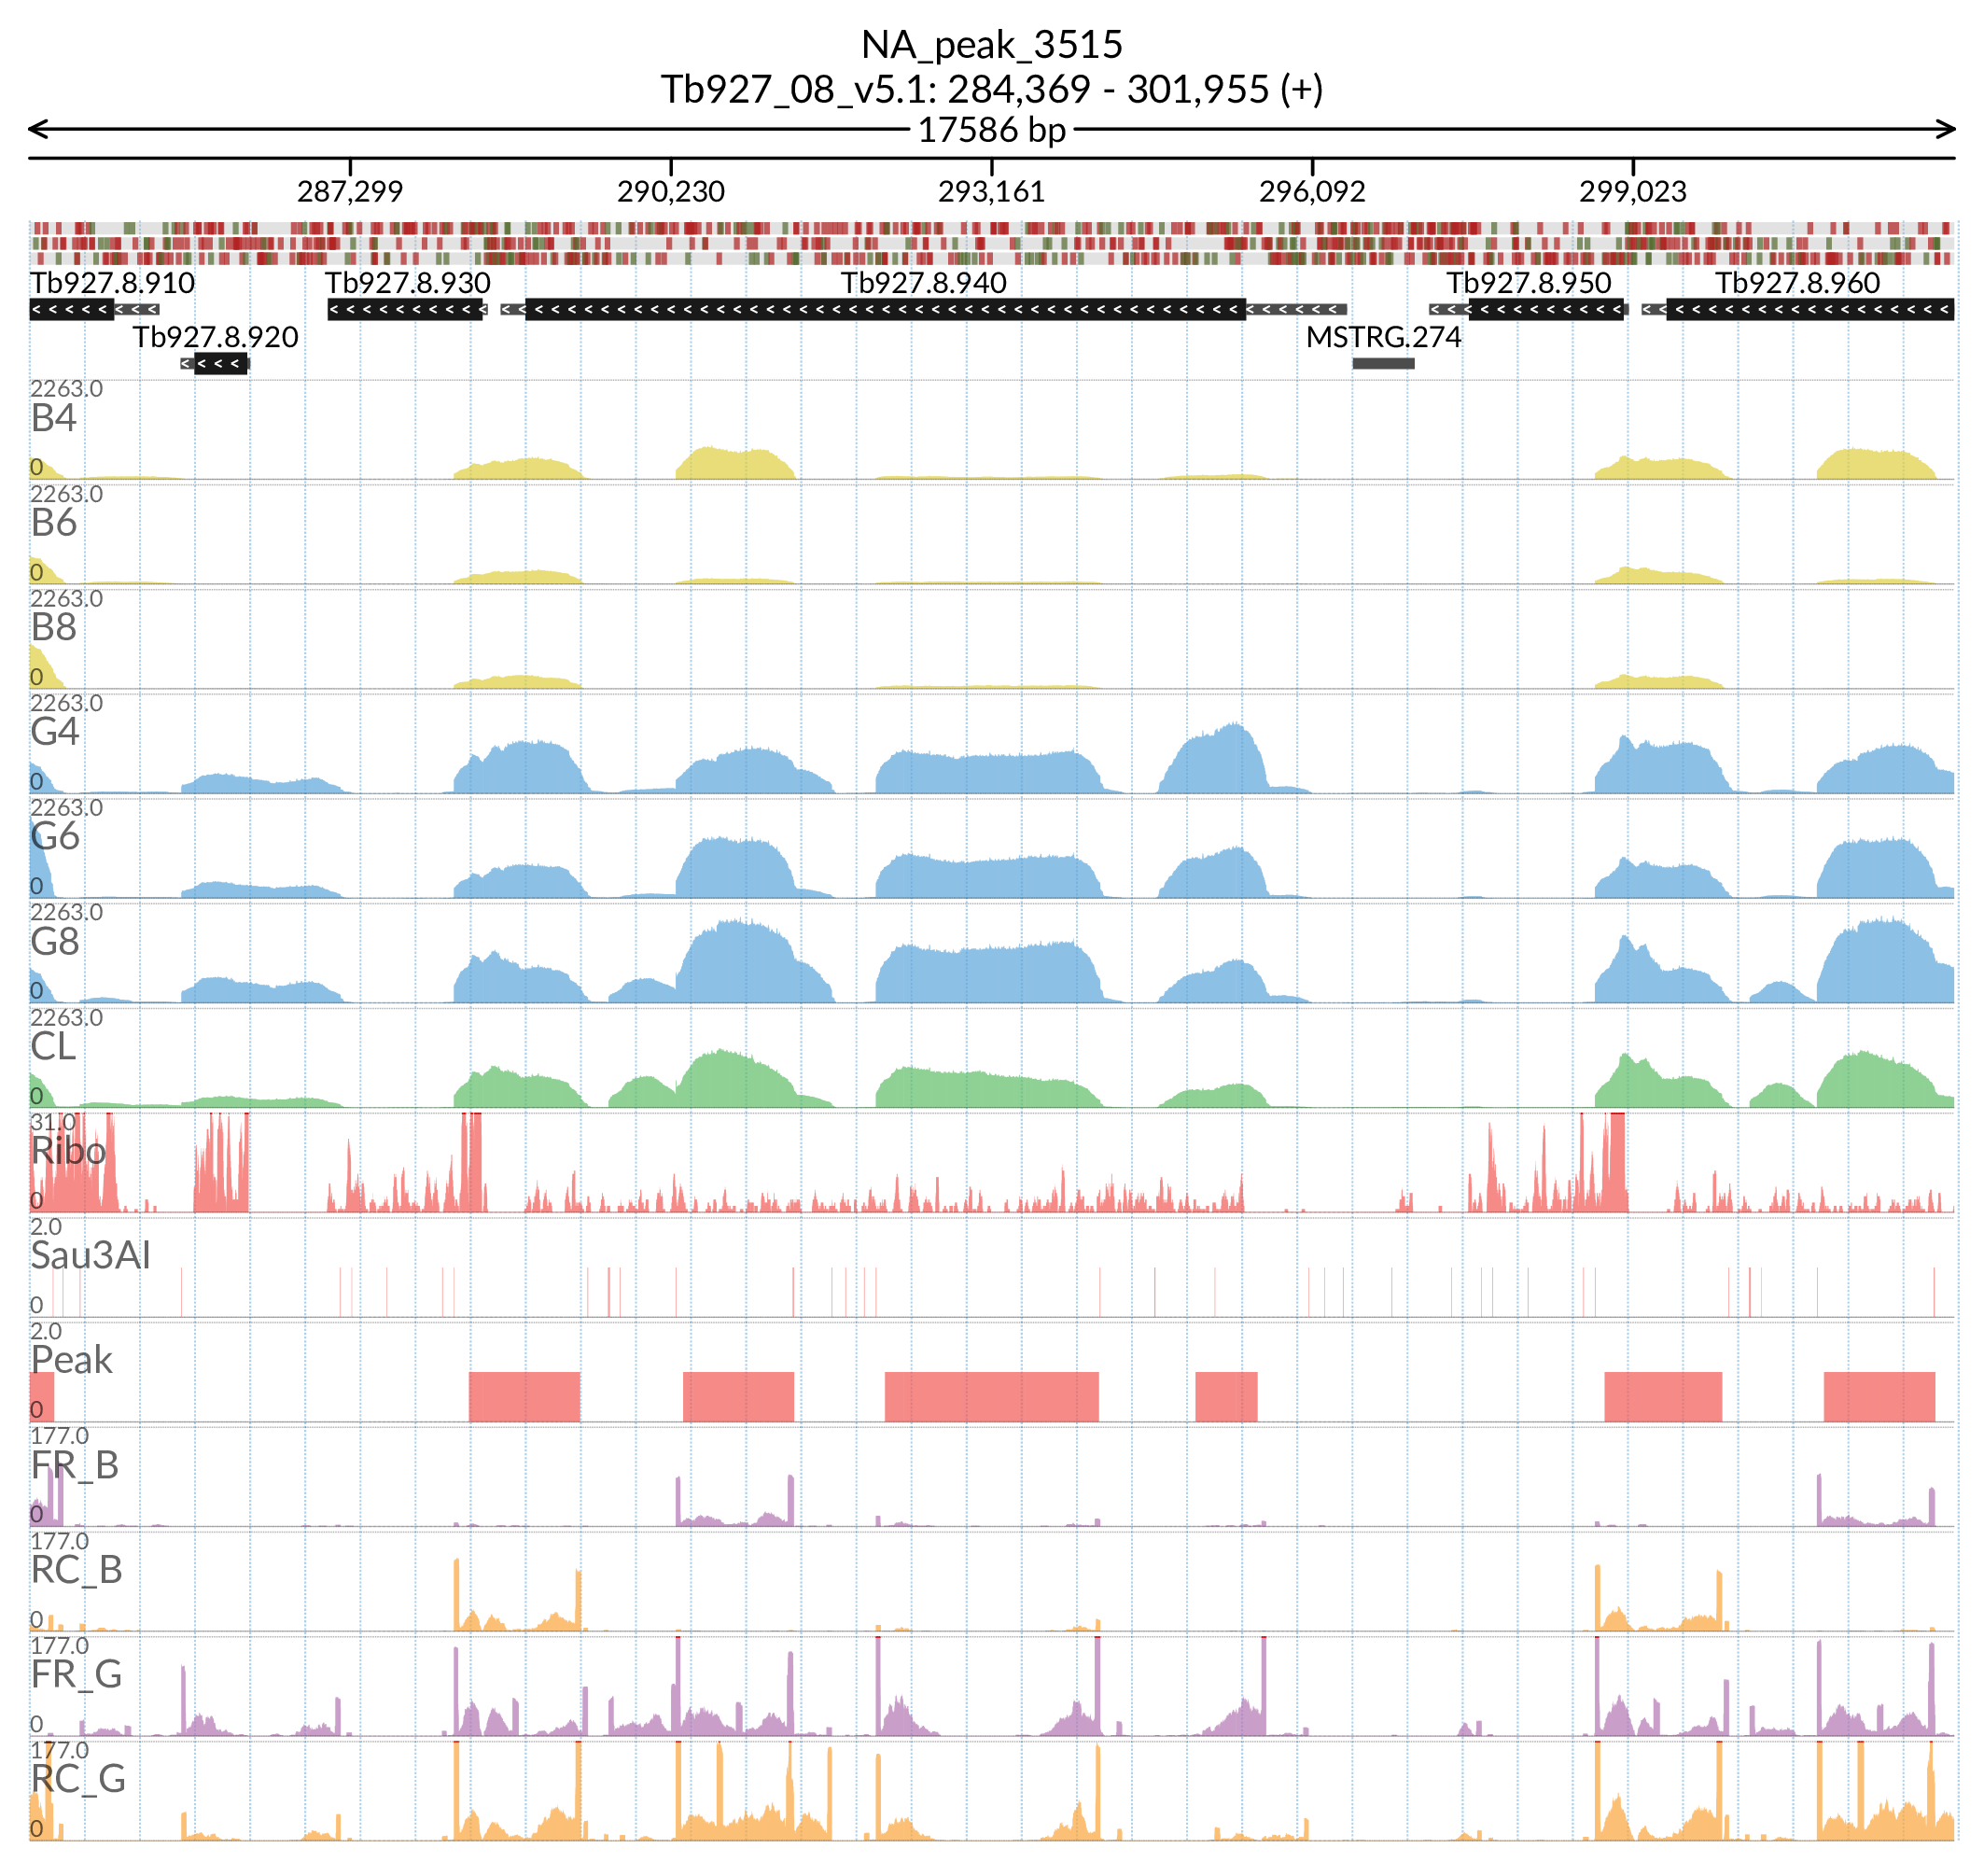 NA_peak_3515
Tb927_08_v5.1: 284,369 - 301,955 (+)
17586 bp
287,299 290,230 293,161 296,092 299,023
Tb927.8.910 Tb927.8.930 Tb927.8.940 Tb927.8.950 Tb927.8.960
Tb927.8.920 MSTRG.274
2263.0
B4
0
2263.0
B6
0
2263.0
B8
0
2263.0
G4
0
2263.0
G6
0
2263.0
G8
0
2263.0
CL
0
31.0
Ribo
0
2.0
Sau3AI
0
2.0
Peak
0
177.0
FR_B
0
177.0
RC_B
0
177.0
FR_G
0
177.0
RC_G
0